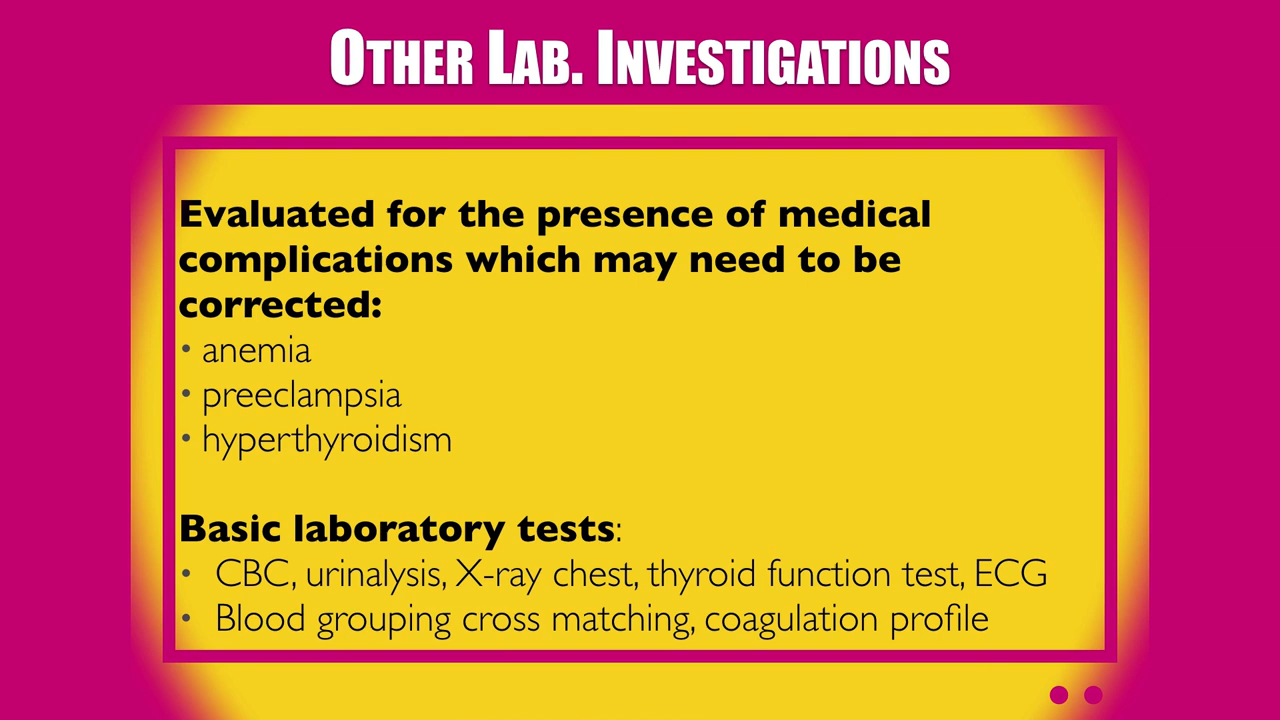 OTHER LAB. INVESTIGATIONS
Evaluated for the presence of medical
complications which may need to be
corrected:
• anemia
• preeclampsia
• hyperthyroidism
Basic laboratory tests:
• CBC, urinalysis, X-ray chest, thyroid function test, ECG
• Blood grouping cross matching, coagulation profile